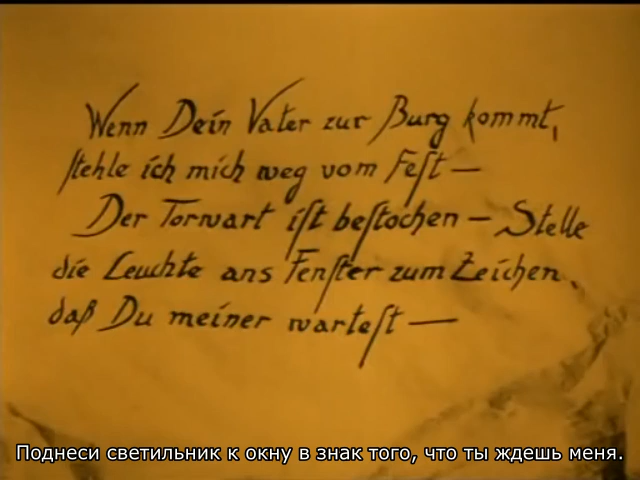 Wenn Dein Vater zur Burg kommt,
stehle ich mich weg vom Fest —
Der Torwart ist bestochen — Stelle
die Leuchte ans Fenster zum Zeichen,
daß Du meiner wartest —
Поднеси светильник к окну в знак того, что ты ждешь меня.